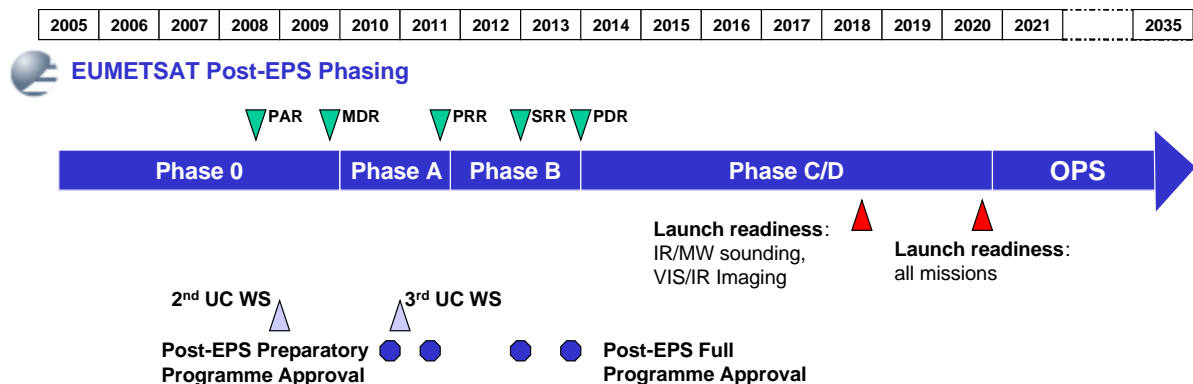 2005 2006 2007 2008 2009 2010 2011 2012 2013 2014 2015 2016 2017 2018 2019 2020 2021 2035
EUMETSAT Post-EPS Phasing
PAR MDR PRR SRR PDR
Phase 0 Phase A Phase B Phase C/D OPS
Launch readiness:
IR/MW sounding,
VIS/IR Imaging
Launch readiness:
all missions
2nd UC WS 3rd UC WS
Post-EPS Preparatory
Programme Approval
Post-EPS Full
Programme Approval